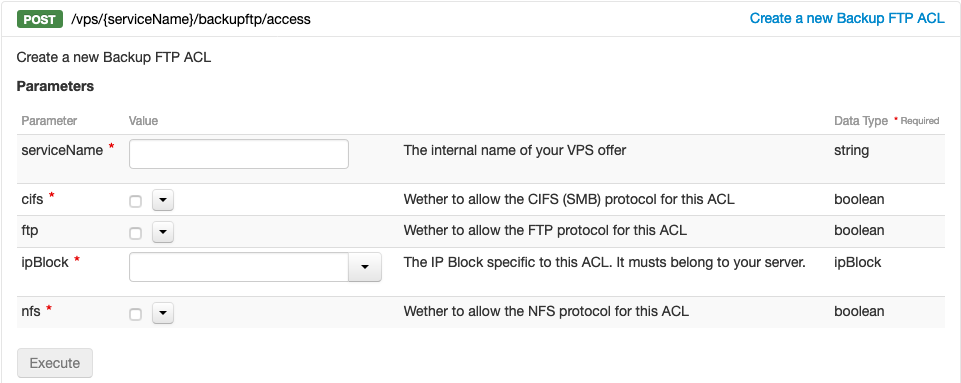 POST /vps/{serviceName}/backupftp/access Create a new Backup FTP ACL
Create a new Backup FTP ACL
Parameters
Parameter Value Data Type * Required
serviceName * The internal name of your VPS offer string
cifs * Wether to allow the CIFS (SMB) protocol for this ACL boolean
ftp Wether to allow the FTP protocol for this ACL boolean
ipBlock * The IP Block specific to this ACL. It musts belong to your server. ipBlock
nfs * Wether to allow the NFS protocol for this ACL boolean
Execute